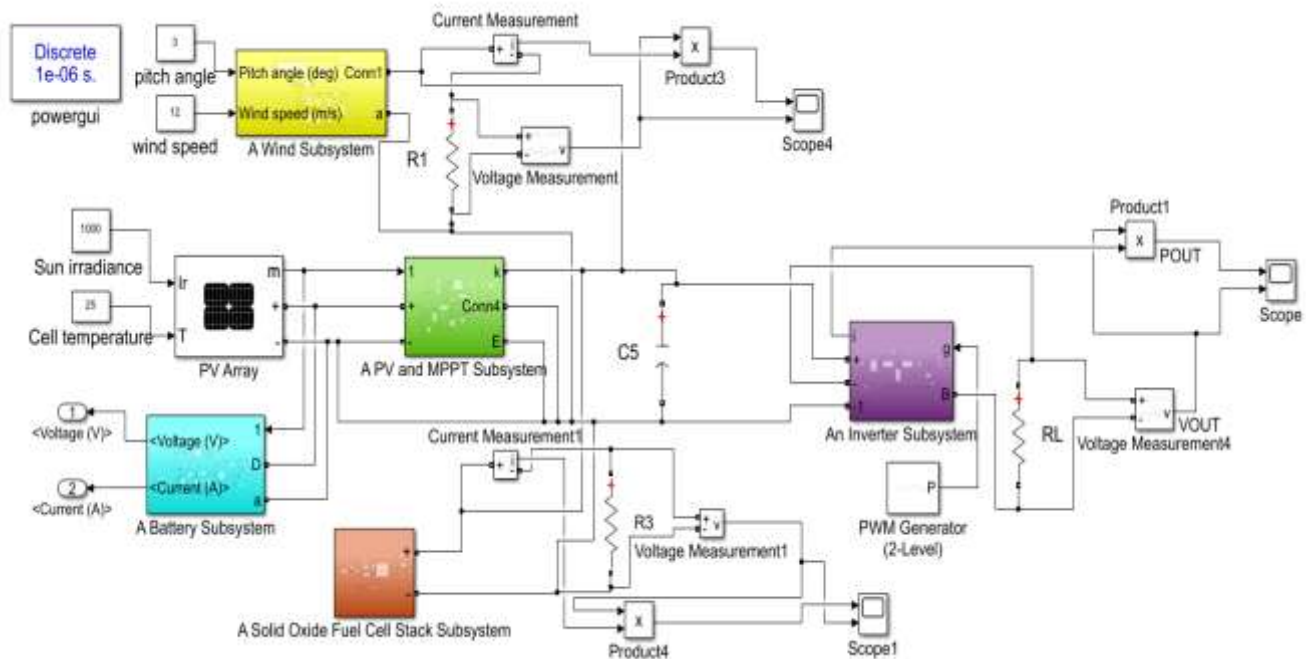 Discrete
1e-06 s.
powergui
3
pitch angle
12
wind speed
Pitch angle (deg)
Conn1
Wind speed (m/s)
a
A Wind Subsystem
Current Measurement
+
i
-
R1
+
-
v
Voltage Measurement
X
Product3
Scope4
1000
Sun irradiance
25
Cell temperature
Ir
T
m
+
-
PV Array
1
+
-
k
Conn4
E
A PV and MPPT Subsystem
C5
i
+
-
1
g
B
An Inverter Subsystem
Product1
X
POUT
Scope
RL
+
-
v
VOUT
Voltage Measurement4
P
PWM Generator
(2-Level)
1
<Voltage (V)>
2
<Current (A)>
<Voltage (V)>
<Current (A)>
1
D
a
A Battery Subsystem
Current Measurement1
+
i
-
R3
+
-
v
Voltage Measurement1
+
-
A Solid Oxide Fuel Cell Stack Subsystem
X
Product4
Scope1